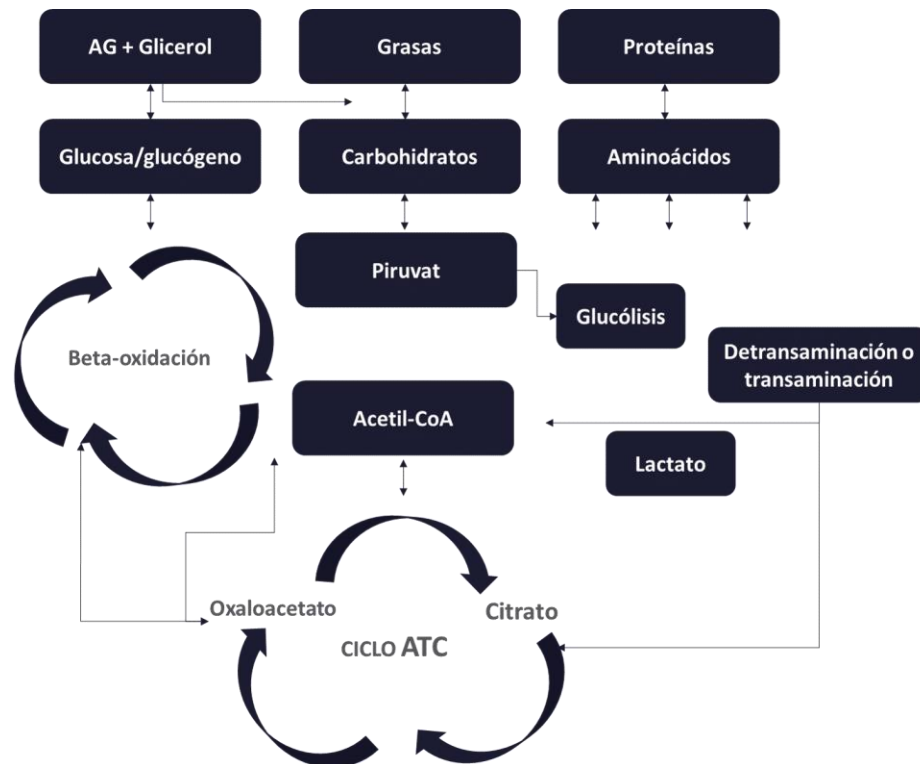 AG + Glicerol
Grasas
Proteínas
Glucosa/glucógeno
Carbohidratos
Aminoácidos
Piruvat
Glucólisis
Beta-oxidación
Detransaminación o
transaminación
Acetil-CoA
Lactato
Oxaloacetato
Citrato
CICLO ATC